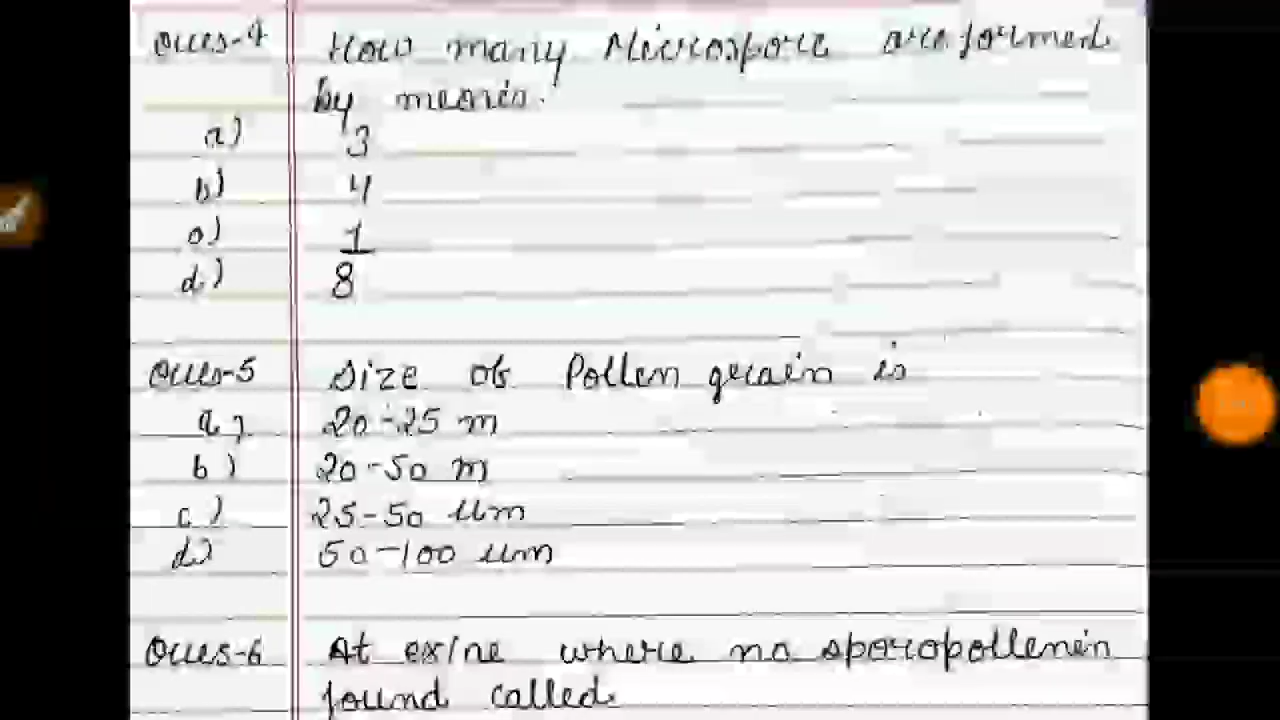 Ques-4 How many Microspore are formed
by meosis.
a) 3
b) 4
c) 1
d) 8
Ques-5 Size of Pollen grain is
a) 20-25 m
b) 20-50 m
c) 25-50 um
d) 50-100 um
Ques-6 At exine where no sporopollenin
found called